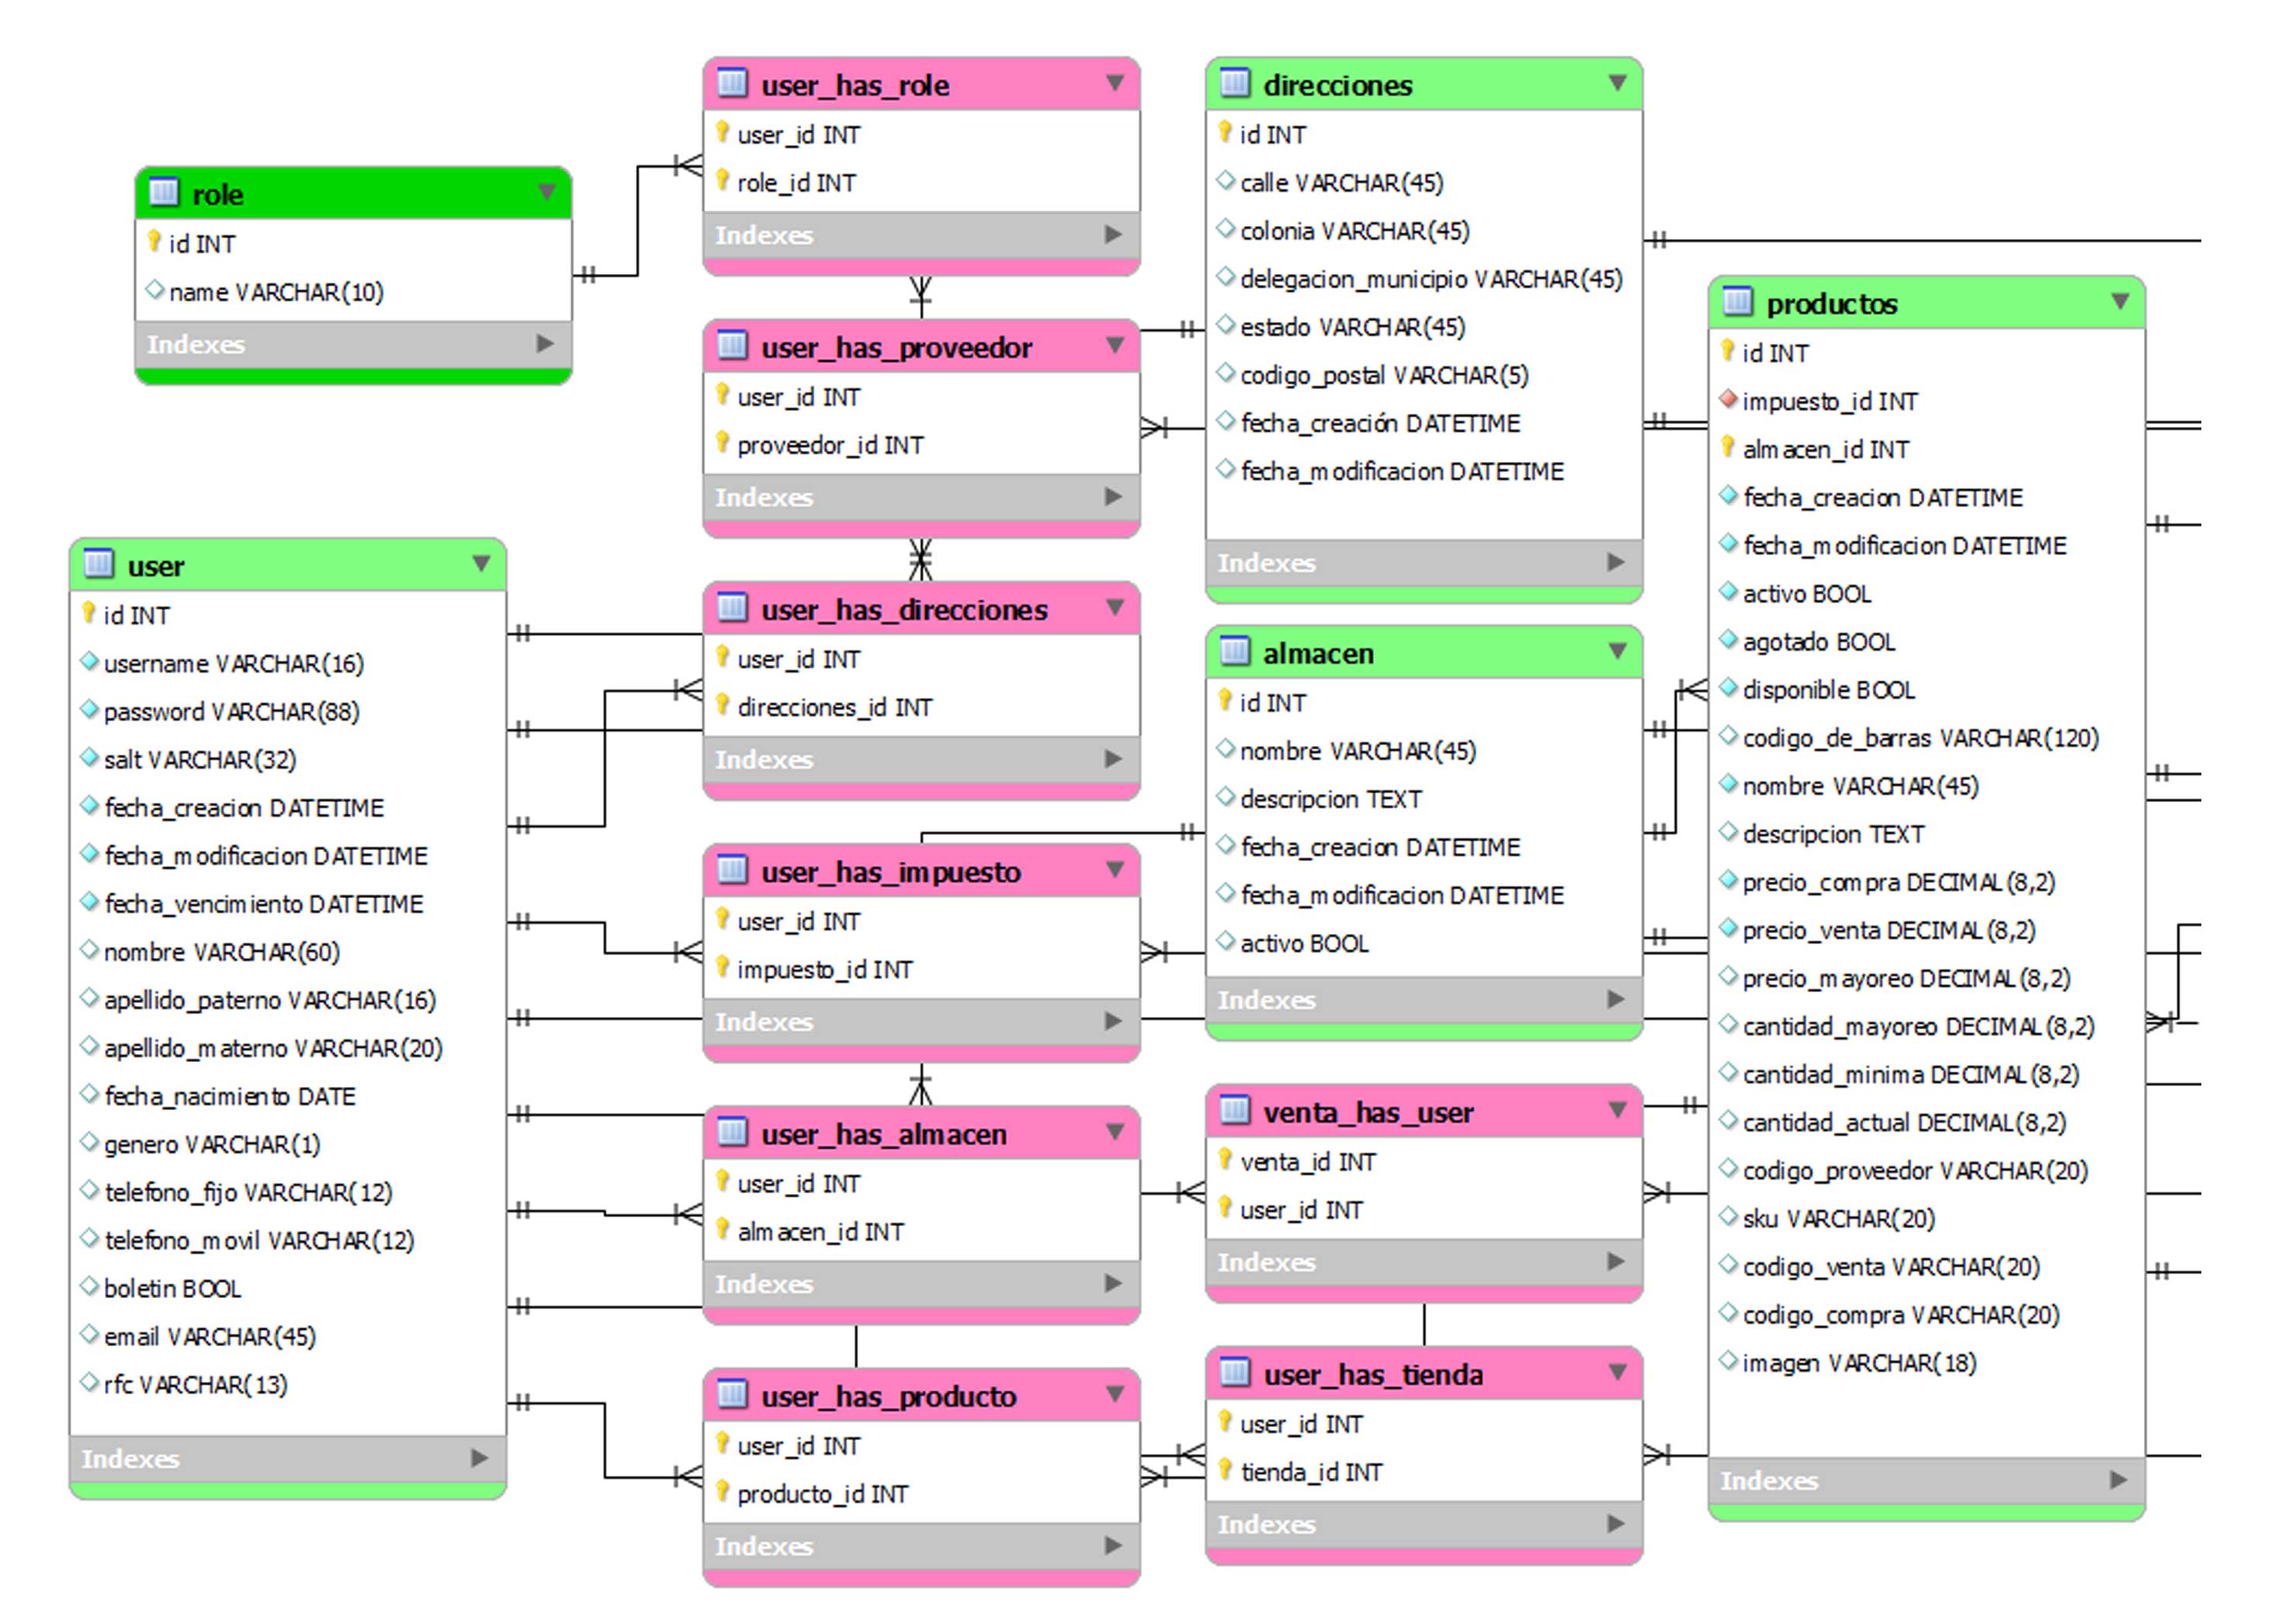 role
id INT
name VARCHAR(10)
Indexes
user
id INT
username VARCHAR(16)
password VARCHAR(88)
salt VARCHAR(32)
fecha_creacion DATETIME
fecha_modificacion DATETIME
fecha_vencimiento DATETIME
nombre VARCHAR(60)
apellido_paterno VARCHAR(16)
apellido_materno VARCHAR(20)
fecha_nacimiento DATE
genero VARCHAR(1)
telefono_fijo VARCHAR(12)
telefono_movil VARCHAR(12)
boletin BOOL
email VARCHAR(45)
rfc VARCHAR(13)
Indexes
user_has_role
user_id INT
role_id INT
Indexes
user_has_proveedor
user_id INT
proveedor_id INT
Indexes
user_has_direcciones
user_id INT
direcciones_id INT
Indexes
user_has_impuesto
user_id INT
impuesto_id INT
Indexes
user_has_almacen
user_id INT
almacen_id INT
Indexes
user_has_producto
user_id INT
producto_id INT
Indexes
direcciones
id INT
calle VARCHAR(45)
colonia VARCHAR(45)
delegacion_municipio VARCHAR(45)
estado VARCHAR(45)
codigo_postal VARCHAR(5)
fecha_creación DATETIME
fecha_modificacion DATETIME
Indexes
almacen
id INT
nombre VARCHAR(45)
descripcion TEXT
fecha_creacion DATETIME
fecha_modificacion DATETIME
activo BOOL
Indexes
venta_has_user
venta_id INT
user_id INT
Indexes
user_has_tienda
user_id INT
tienda_id INT
Indexes
productos
id INT
impuesto_id INT
almacen_id INT
fecha_creacion DATETIME
fecha_modificacion DATETIME
activo BOOL
agotado BOOL
disponible BOOL
codigo_de_barras VARCHAR(120)
nombre VARCHAR(45)
descripcion TEXT
precio_compra DECIMAL(8,2)
precio_venta DECIMAL(8,2)
precio_mayoreo DECIMAL(8,2)
cantidad_mayoreo DECIMAL(8,2)
cantidad_minima DECIMAL(8,2)
cantidad_actual DECIMAL(8,2)
codigo_proveedor VARCHAR(20)
sku VARCHAR(20)
codigo_venta VARCHAR(20)
codigo_compra VARCHAR(20)
imagen VARCHAR(18)
Indexes